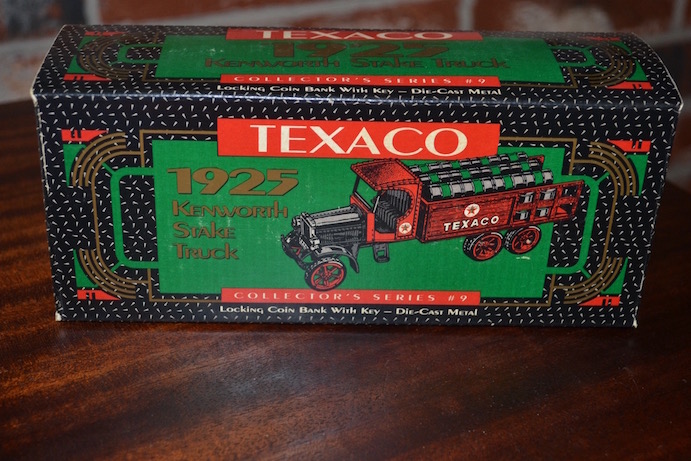 TEXACO
1925
KENWORTH STAKE TRUCK
COLLECTOR'S SERIES #9
LOCKING COIN BANK WITH KEY – DIE-CAST METAL
TEXACO
1925
KENWORTH
STAKE
TRUCK
TEXACO
COLLECTOR'S SERIES #9
LOCKING COIN BANK WITH KEY – DIE-CAST METAL